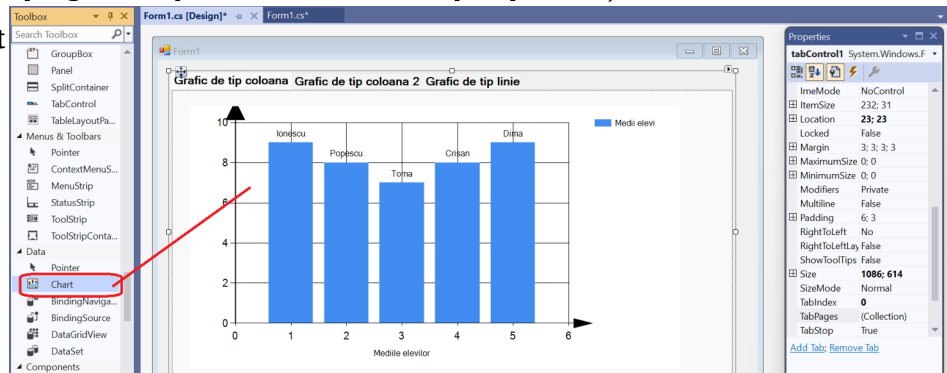 Toolbox
Search Toolbox
GroupBox
Panel
SplitContainer
TabControl
TableLayoutPa...
Menus & Toolbars
Pointer
ContextMenuS...
MenuStrip
StatusStrip
ToolStrip
ToolStripConta...
Data
Pointer
Chart
BindingNaviga...
BindingSource
DataGridView
DataSet
Components
Form1.cs [Design]*
Form1.cs*
Form1
Grafic de tip coloana Grafic de tip coloana 2 Grafic de tip linie
10
8
6
4
2
0
Ionescu
Popescu
Toma
Crisan
Dima
Medii elevi
0 1 2 3 4 5 6
Mediile elevilor
Properties
tabControl1 System.Windows.F
ImeMode NoControl
ItemSize 232; 31
Location 23; 23
Locked False
Margin 3; 3; 3; 3
MaximumSize 0; 0
MinimumSize 0; 0
Modifiers Private
Multiline False
Padding 6; 3
RightToLeft No
RightToLeftLay False
ShowToolTips False
Size 1086; 614
SizeMode Normal
TabIndex 0
TabPages (Collection)
TabStop True
Add Tab; Remove Tab